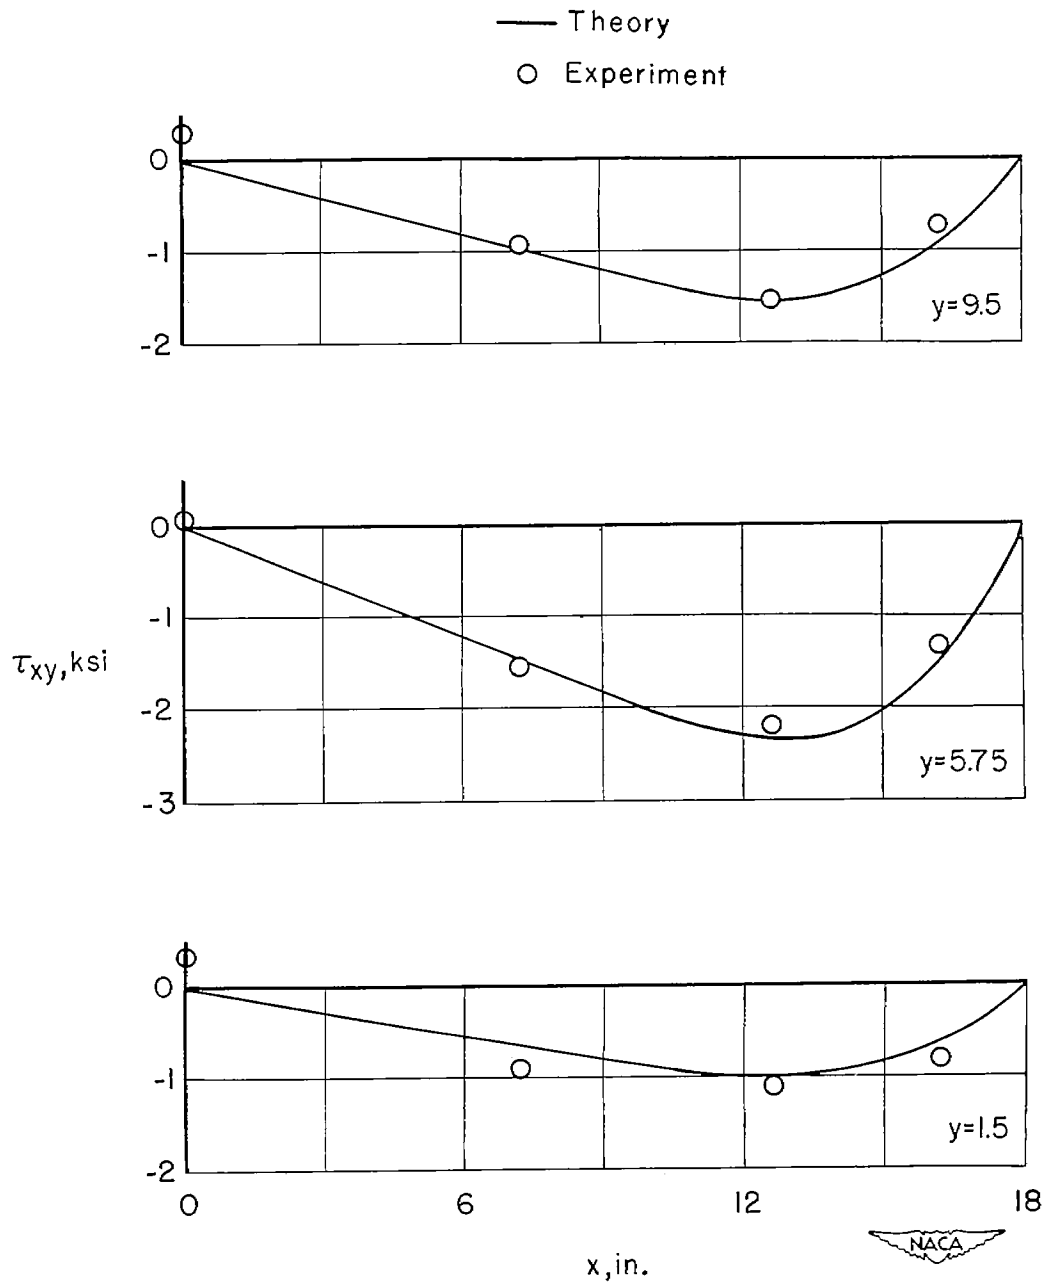 Theory
Experiment
0
-1
-2
y=9.5
0
-1
-2
-3
τxy,ksi
y=5.75
0
-1
-2
y=1.5
0 6 12 18
x,in.
NACA